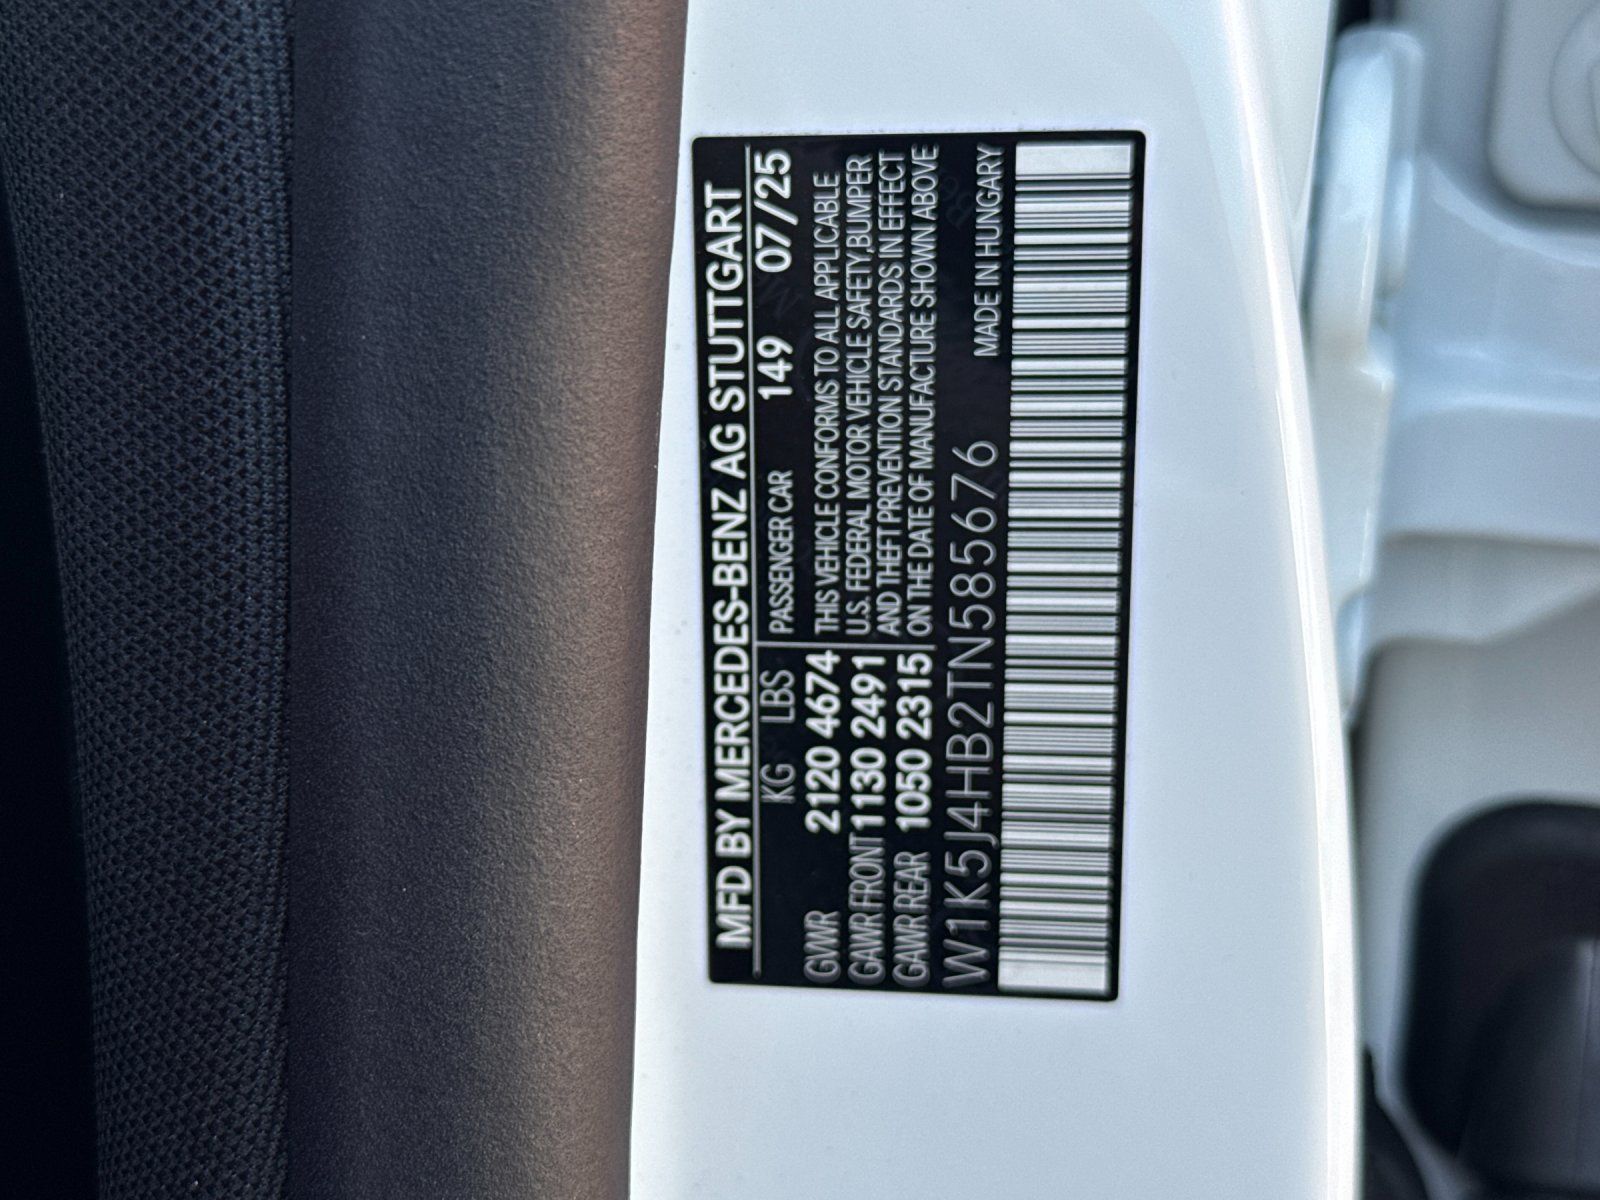 MFD BY MERCEDES-BENZ AG STUTTGART
KG LBS PASSENGER CAR 149 07/25
GVWR 2120 4674 THIS VEHICLE CONFORMS TO ALL APPLICABLE
GAWR FRONT 1130 2491 U.S. FEDERAL MOTOR VEHICLE SAFETY,BUMPER
AND THEFT PREVENTION STANDARDS IN EFFECT
GAWR REAR 1050 2315 ON THE DATE OF MANUFACTURE SHOWN ABOVE
W1K5J4HB2TN585676 MADE IN HUNGARY